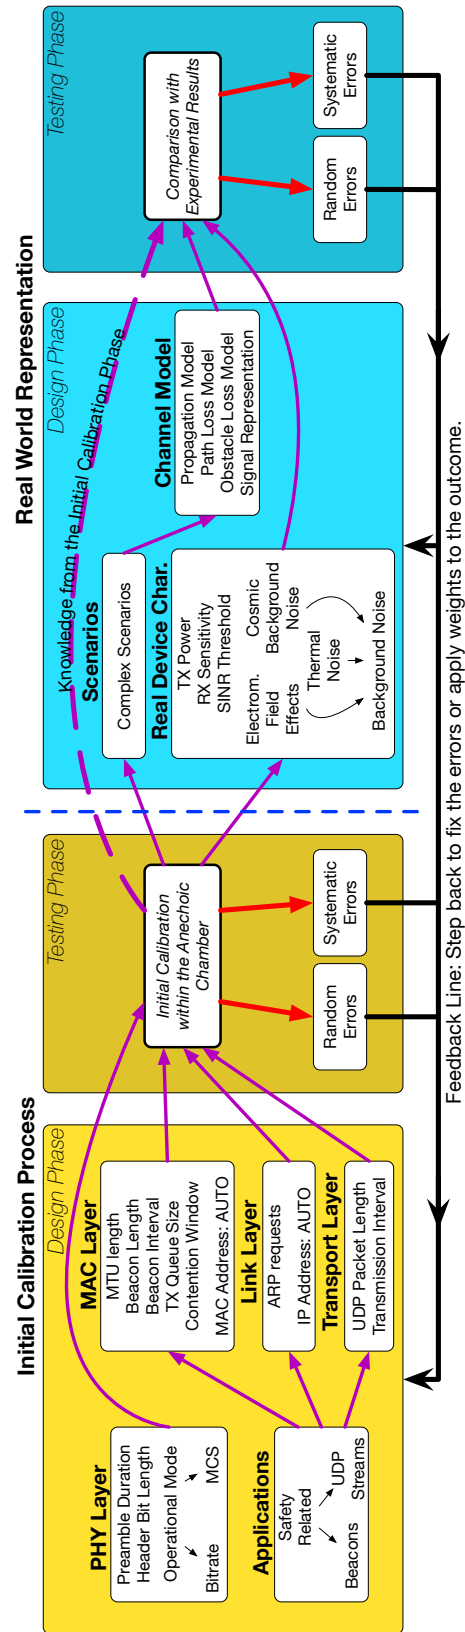 Initial Calibration Process
Design Phase
PHY Layer
Preamble Duration
Header Bit Length
Operational Mode
Bitrate
MCS
Applications
Safety
Related
Beacons
UDP
Streams
MAC Layer
MTU length
Beacon Length
Beacon Interval
TX Queue Size
Contention Window
MAC Address: AUTO
Link Layer
ARP requests
IP Address: AUTO
Transport Layer
UDP Packet Length
Transmission Interval
Testing Phase
Initial Calibration
within the Anechoic
Chamber
Random
Errors
Systematic
Errors
Real World Representation
Design Phase
Knowledge from the Initial Calibration Phase
Scenarios
Complex Scenarios
Real Device Char.
TX Power
RX Sensitivity
SINR Threshold
Electrom.
Field
Effects
Cosmic
Background
Noise
Thermal
Noise
Background Noise
Channel Model
Propagation Model
Path Loss Model
Obstacle Loss Model
Signal Representation
Testing Phase
Comparison with
Experimental Results
Random
Errors
Systematic
Errors
Feedback Line: Step back to fix the errors or apply weights to the outcome.